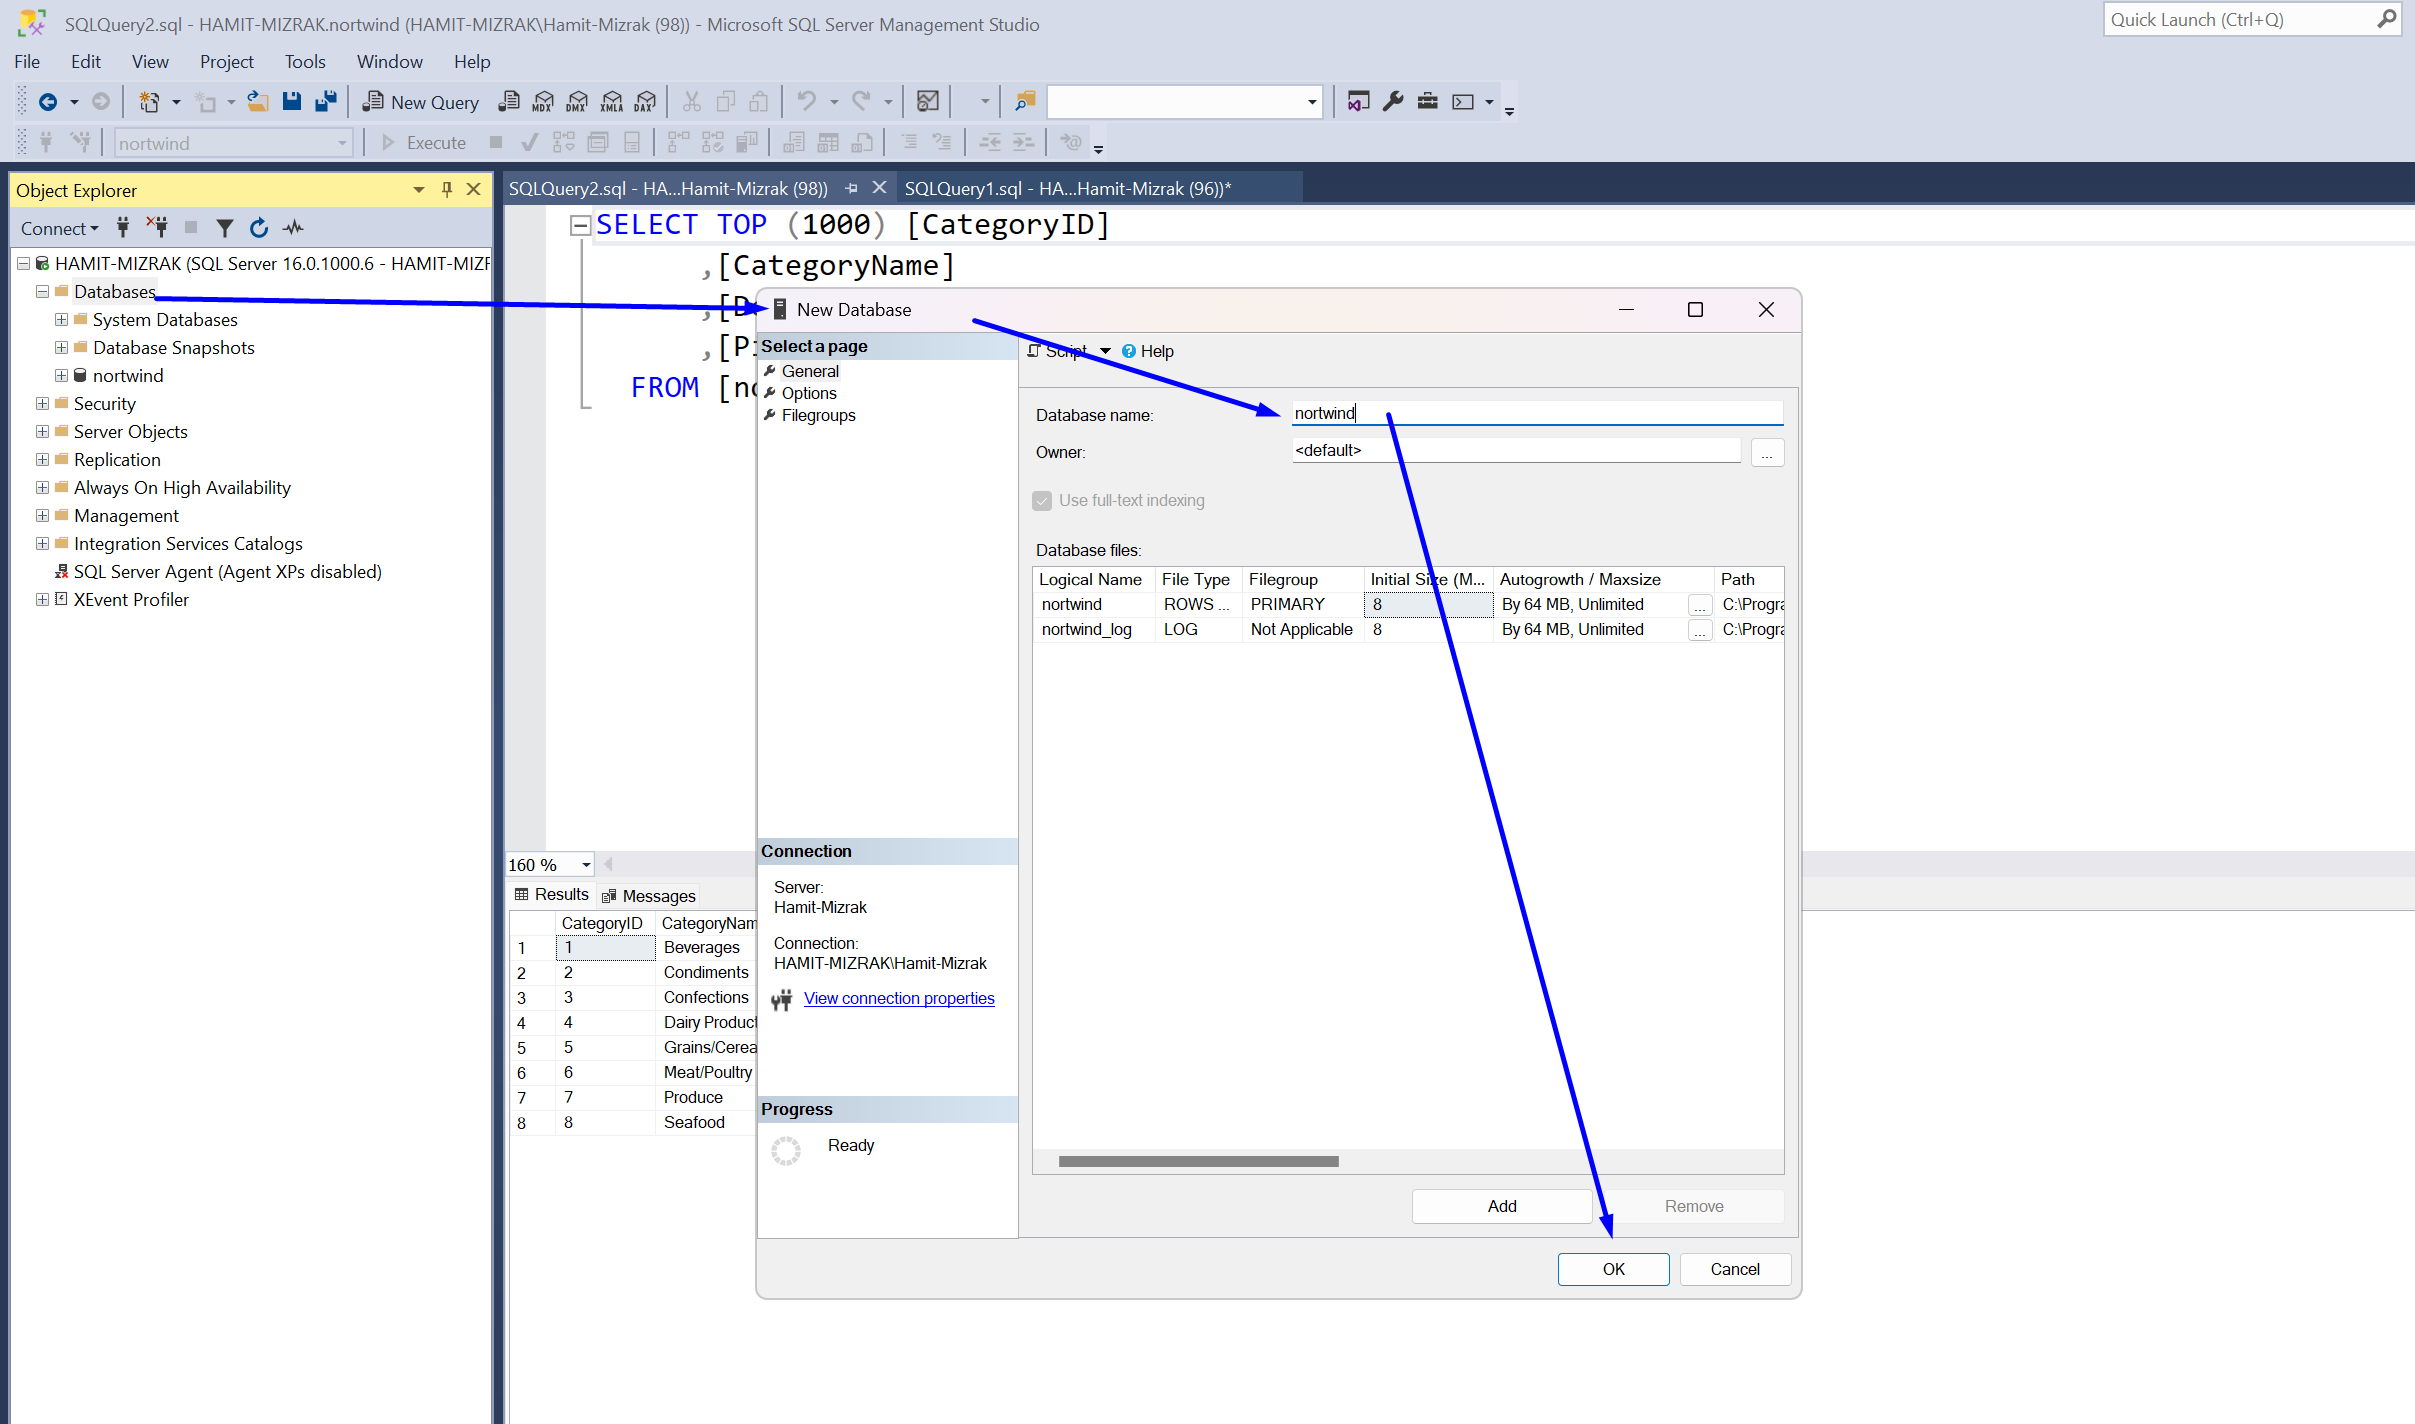 SQLQuery2.sql - HAMIT-MIZRAK.nortwind (HAMIT-MIZRAK\Hamit-Mizrak (98)) - Microsoft SQL Server Management Studio
Quick Launch (Ctrl+Q)
File Edit View Project Tools Window Help
New Query MDX DMX XMLA DAX
nortwind Execute
Object Explorer
Connect
HAMIT-MIZRAK (SQL Server 16.0.1000.6 - HAMIT-MIZR
Databases
System Databases
Database Snapshots
nortwind
Security
Server Objects
Replication
Always On High Availability
Management
Integration Services Catalogs
SQL Server Agent (Agent XPs disabled)
XEvent Profiler
SQLQuery2.sql - HA...Hamit-Mizrak (98)) SQLQuery1.sql - HA...Hamit-Mizrak (96))*
SELECT TOP (1000) [CategoryID]
,[CategoryName]
,[D
,[P
FROM [no
160 %
Results Messages
CategoryID CategoryNam
1 1 Beverages
2 2 Condiments
3 3 Confections
4 4 Dairy Product
5 5 Grains/Cerea
6 6 Meat/Poultry
7 7 Produce
8 8 Seafood
New Database
Select a page
General
Options
Filegroups
Connection
Server:
Hamit-Mizrak
Connection:
HAMIT-MIZRAK\Hamit-Mizrak
View connection properties
Progress
Ready
Script Help
Database name: nortwind
Owner: <default> ...
Use full-text indexing
Database files:
Logical Name File Type Filegroup Initial Size (M... Autogrowth / Maxsize Path
nortwind ROWS ... PRIMARY 8 By 64 MB, Unlimited ... C:\Progra
nortwind_log LOG Not Applicable 8 By 64 MB, Unlimited ... C:\Progra
Add Remove
OK Cancel